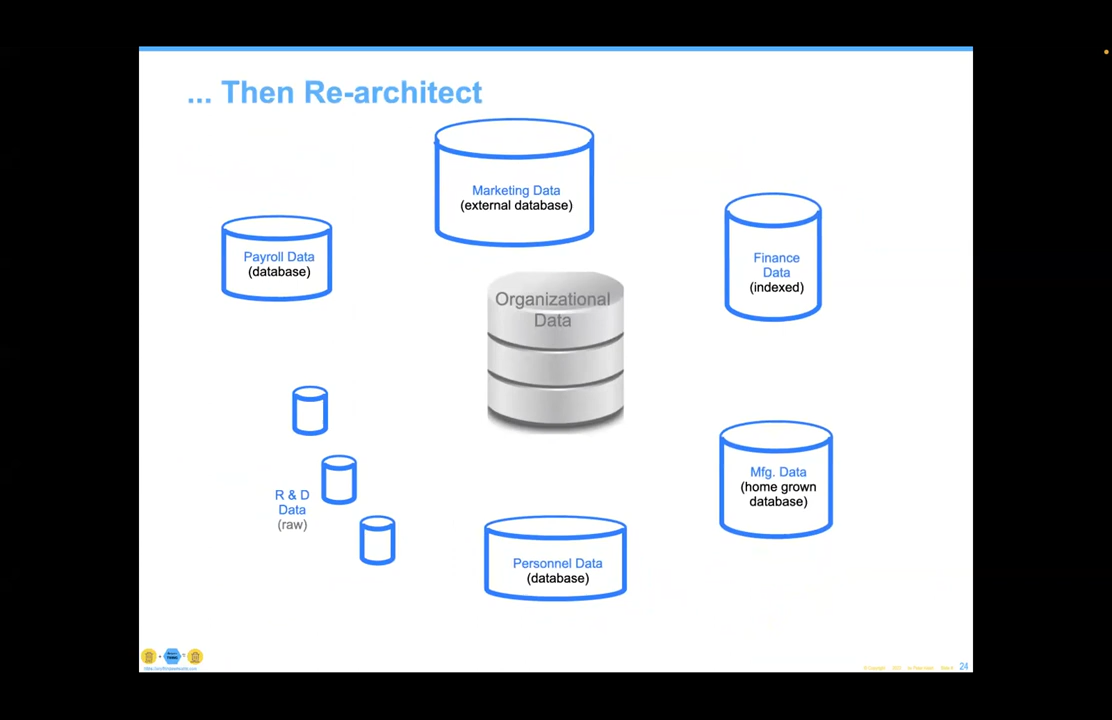 ... Then Re-architect
Marketing Data
(external database)
Payroll Data
(database)
Finance
Data
(indexed)
Organizational
Data
Mfg. Data
(home grown
database)
R & D
Data
(raw)
Personnel Data
(database)
24